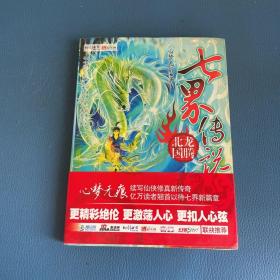 七界传说
龙腾
北国
心梦无痕
续写仙侠修真新传奇
亿万读者翘首以待七界新篇章
更精彩绝伦 更激荡人心 更扣人心弦
联袂推荐